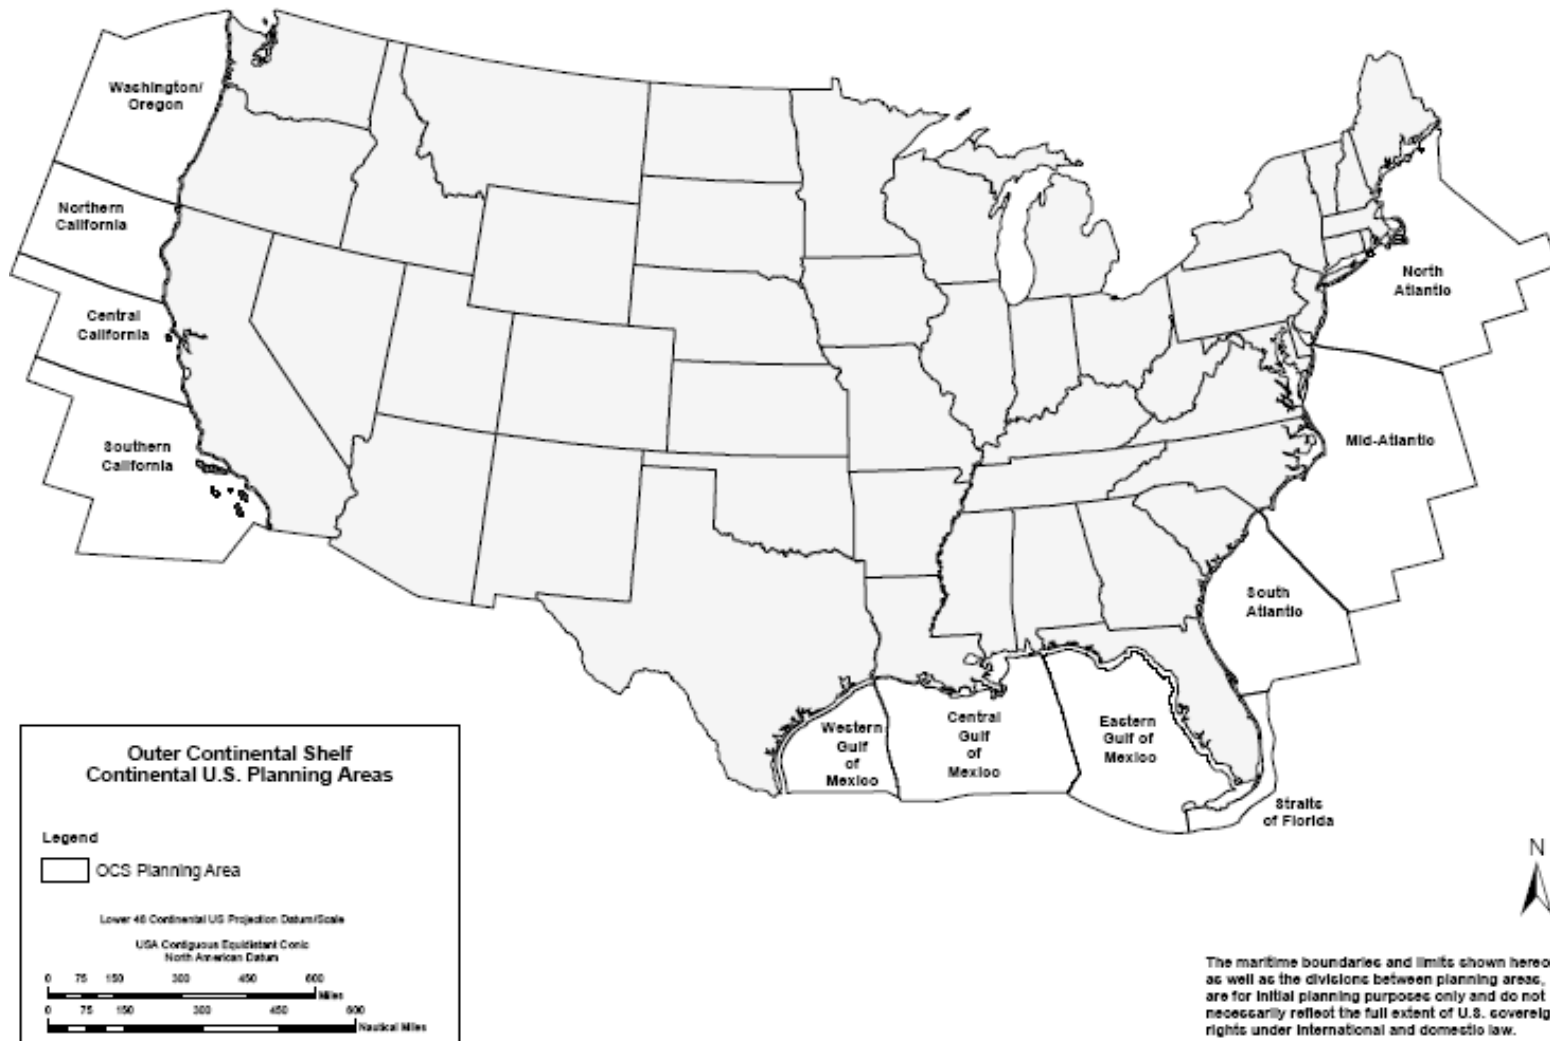 Washington/
Oregon
Northern
California
Central
California
Southern
California
North
Atlantic
Mid-Atlantic
South
Atlantic
Western
Gulf
of
Mexico
Central
Gulf
of
Mexico
Eastern
Gulf of
Mexico
Straits
of Florida
Outer Continental Shelf
Continental U.S. Planning Areas
Legend
OCS Planning Area
Lower 48 Continental US Projection Datum/Scale
USA Contiguous Equidistant Conic
North American Datum
0 75 150 300 450 600
Miles
0 75 150 300 450 600
Nautical Miles
N
The maritime boundaries and limits shown hereo
as well as the divisions between planning areas,
are for initial planning purposes only and do not
necessarily reflect the full extent of U.S. sovereig
rights under international and domestic law.